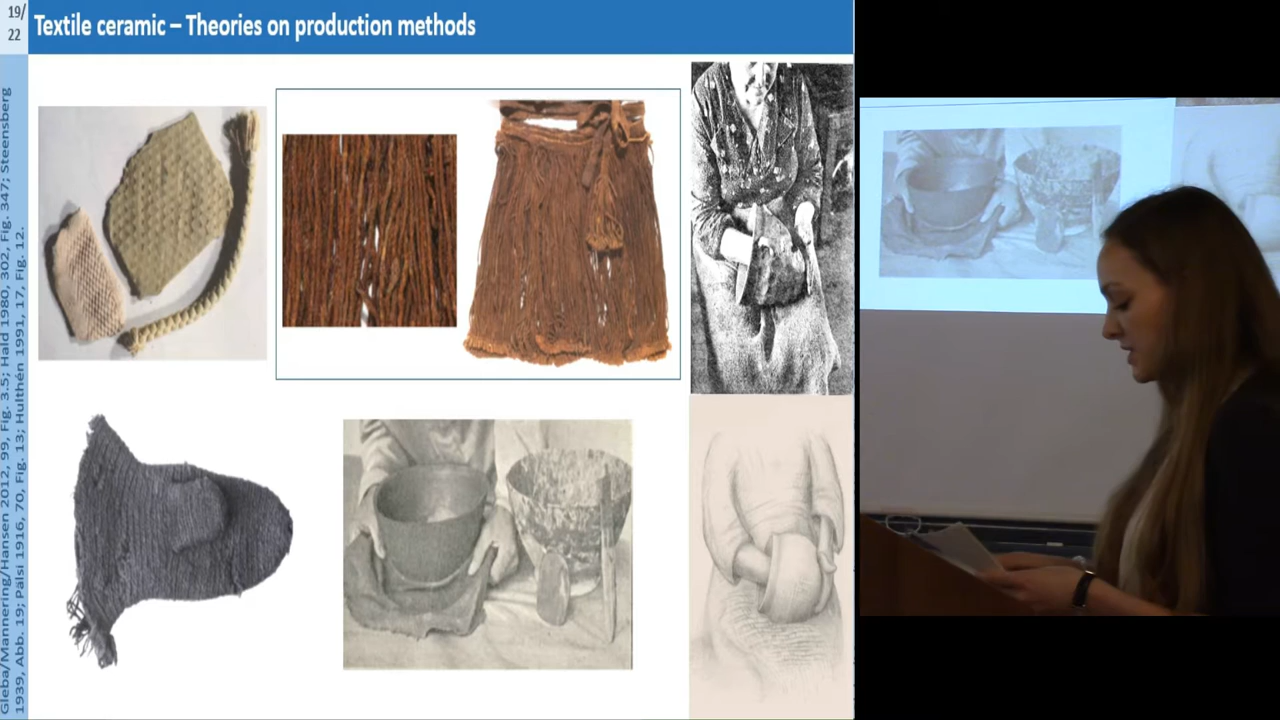 19/
22
Textile ceramic – Theories on production methods
Gleba/Mannering/Hansen 2012, 99, Fig. 3.5; Hald 1980, 302, Fig. 347; Steensberg
1939, Abb. 19; Pälsi 1916, 70, Fig. 13; Hulthén 1991, 17, Fig. 12.